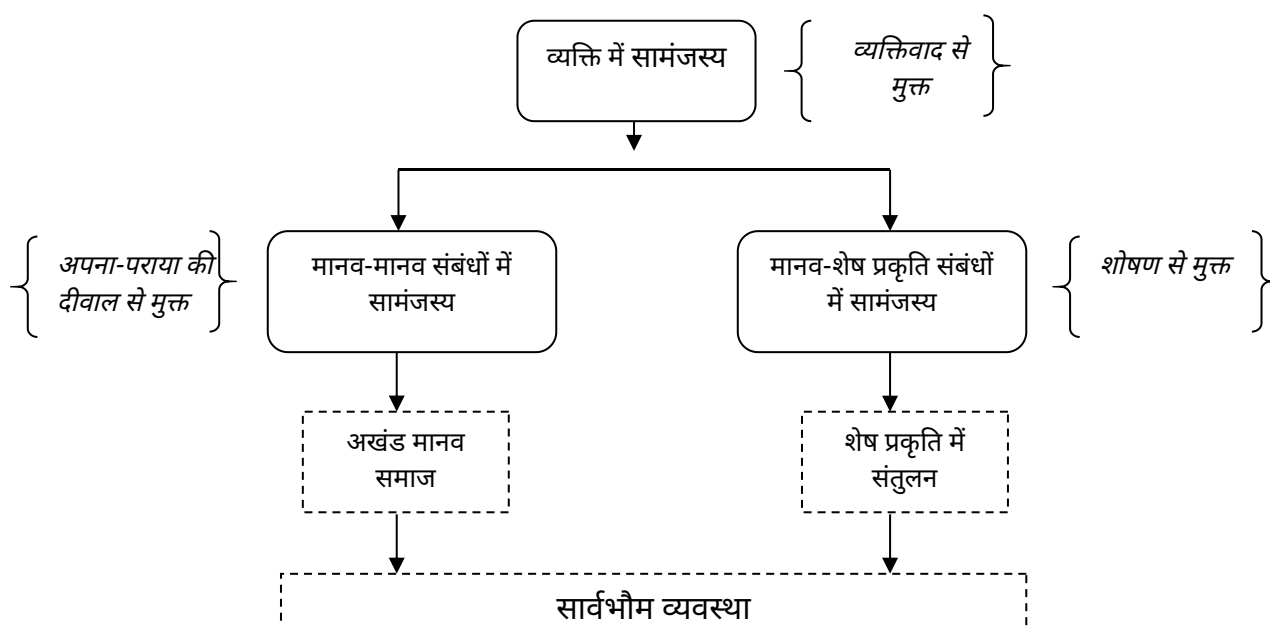 व्यक्ति में सामंजस्य
व्यक्तिवाद से
मुक्त
अपना-पराया की
दीवाल से मुक्त
मानव-मानव संबंधों में
सामंजस्य
मानव-शेष प्रकृति संबंधों
में सामंजस्य
शोषण से मुक्त
अखंड मानव
समाज
शेष प्रकृति में
संतुलन
सार्वभौम व्यवस्था